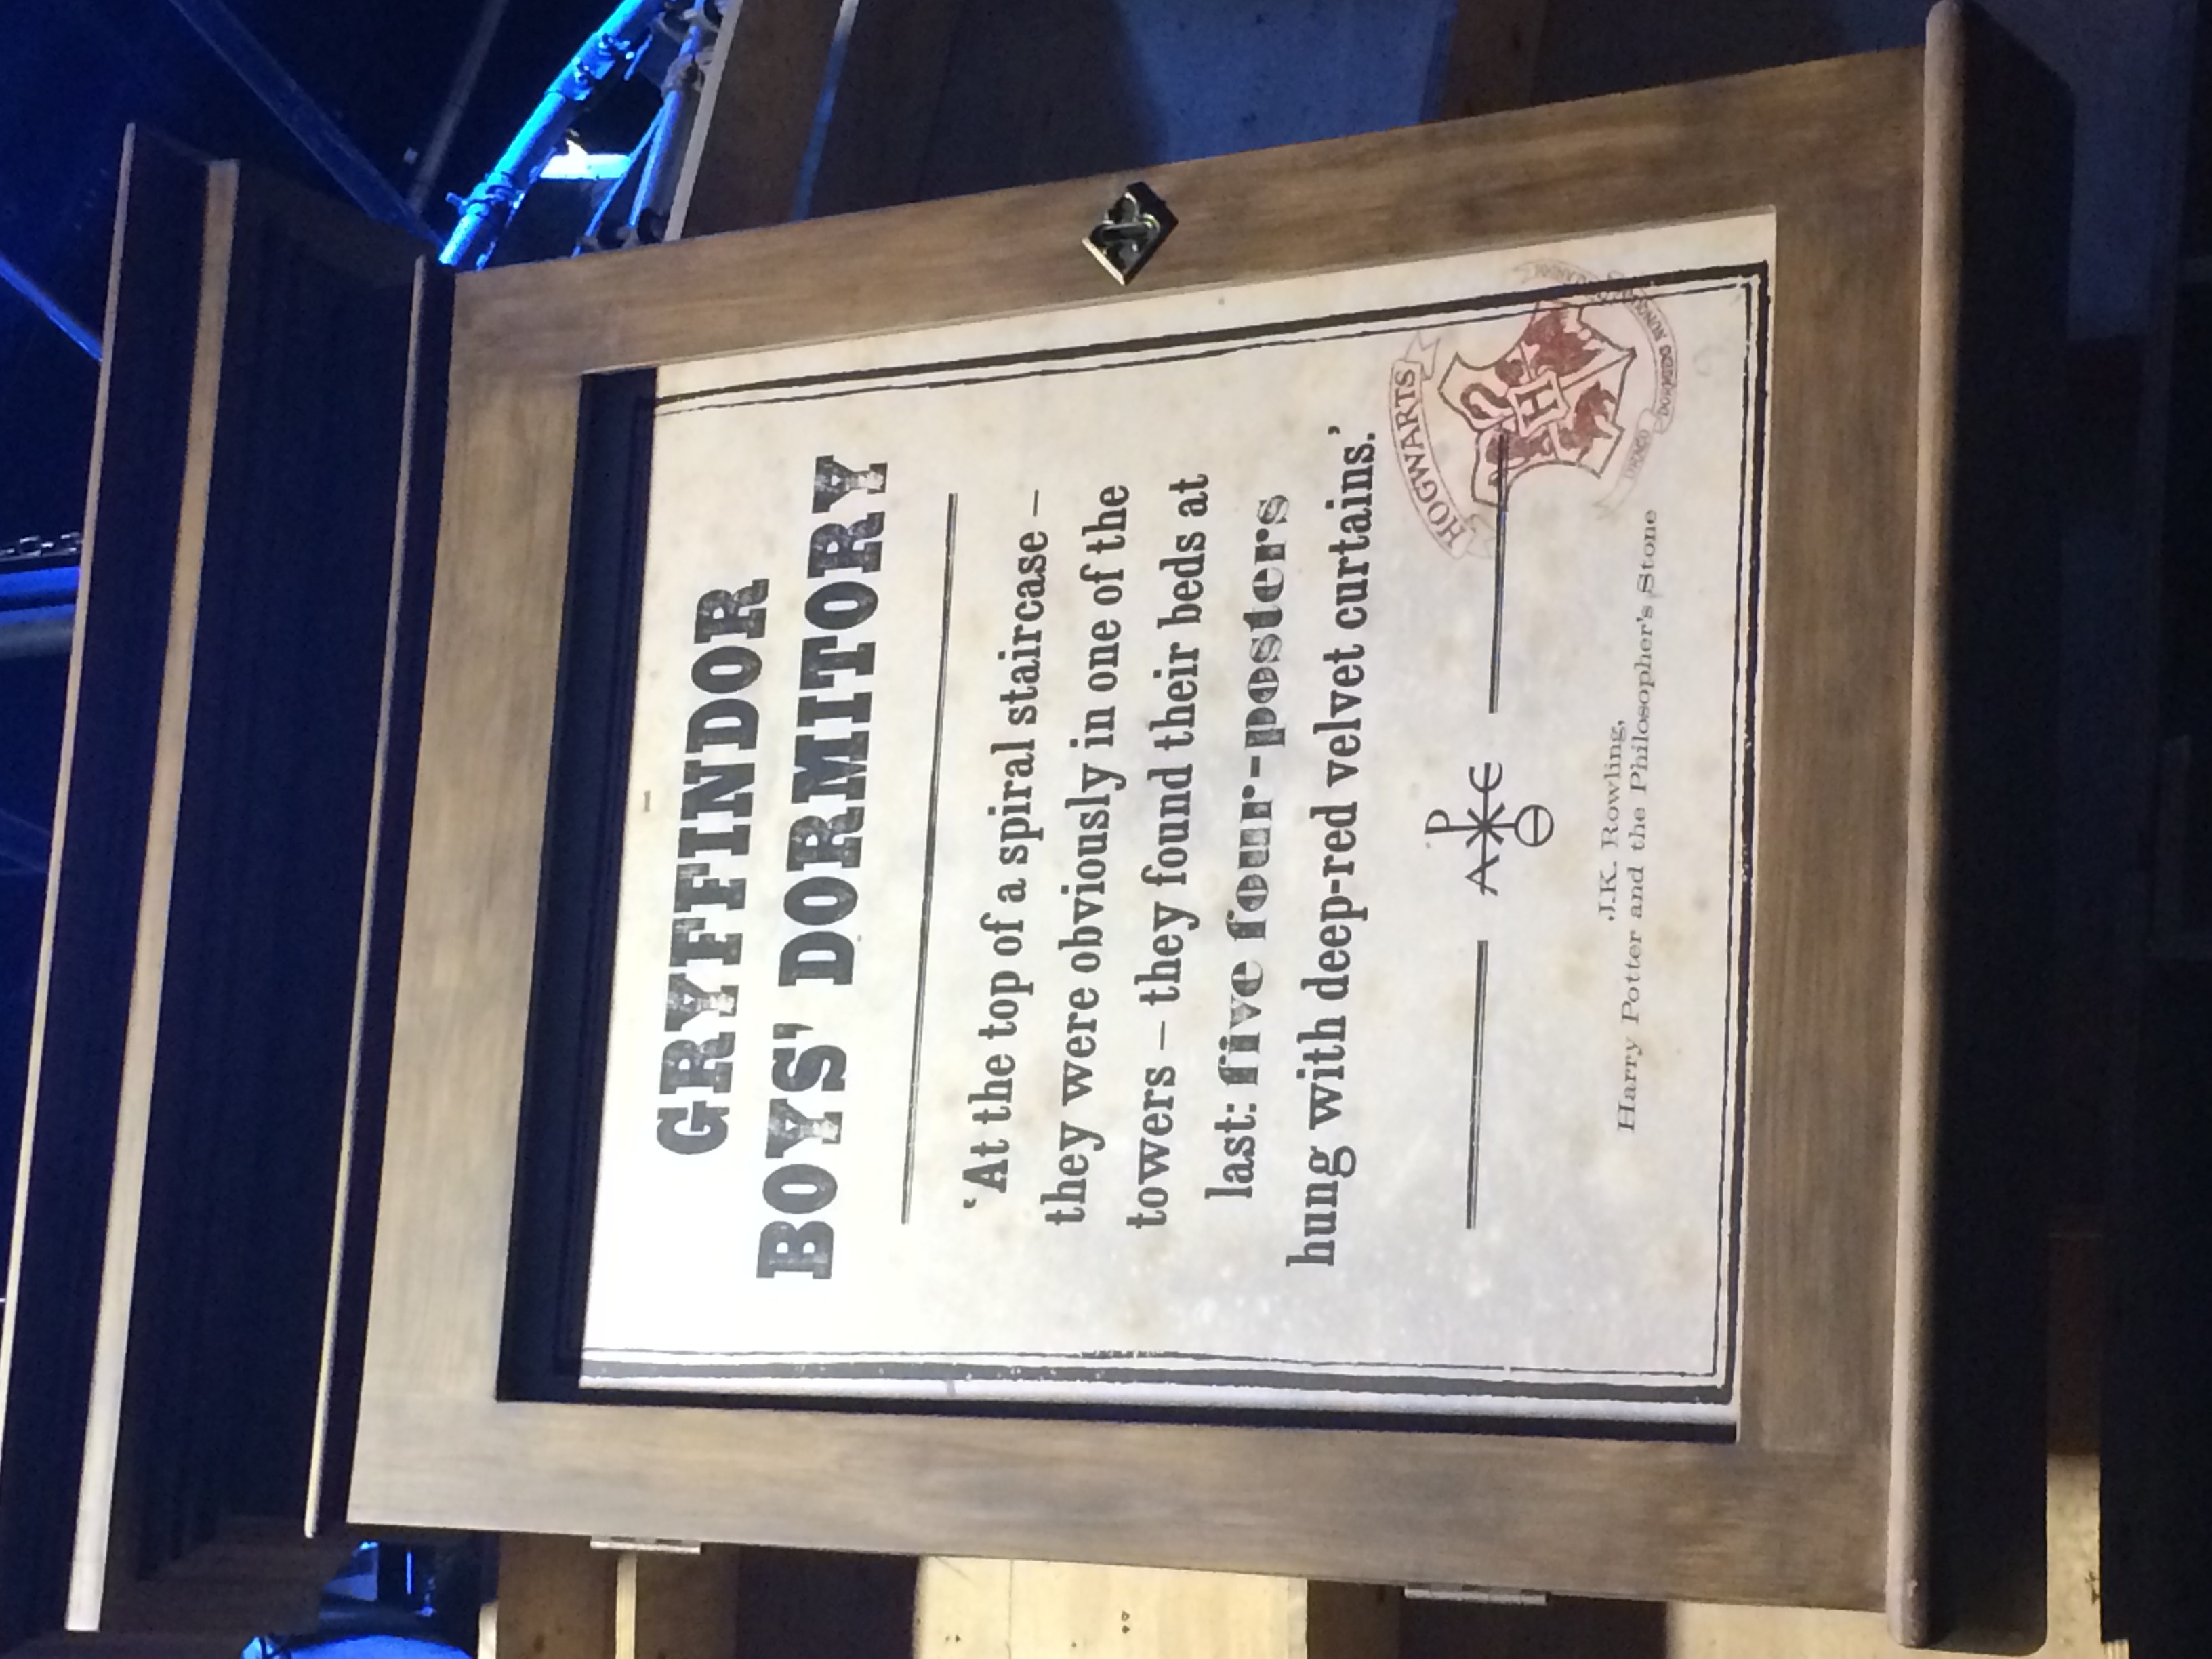 GRYFFINDOR
BOYS' DORMITORY
‘At the top of a spiral staircase –
they were obviously in one of the
towers – they found their beds at
last: five four-posters
hung with deep-red velvet curtains.’
A P E
J.K. Rowling,
Harry Potter and the Philosopher's Stone
HOGWARTS
H